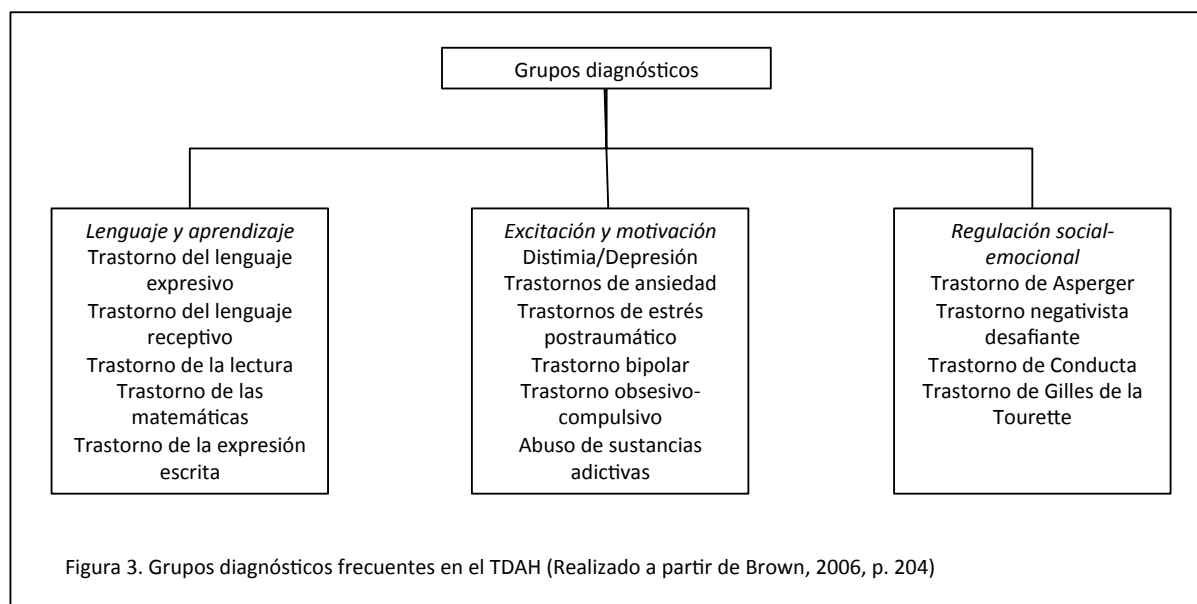 Grupos diagnósticos
Lenguaje y aprendizaje
Trastorno del lenguaje
expresivo
Trastorno del lenguaje
receptivo
Trastorno de la lectura
Trastorno de las
matemáticas
Trastorno de la expresión
escrita
Excitación y motivación
Distimia/Depresión
Trastornos de ansiedad
Trastornos de estrés
postraumático
Trastorno bipolar
Trastorno obsesivo-
compulsivo
Abuso de sustancias
adictivas
Regulación social-
emocional
Trastorno de Asperger
Trastorno negativista
desafiante
Trastorno de Conducta
Trastorno de Gilles de la
Tourette
Figura 3. Grupos diagnósticos frecuentes en el TDAH (Realizado a partir de Brown, 2006, p. 204)